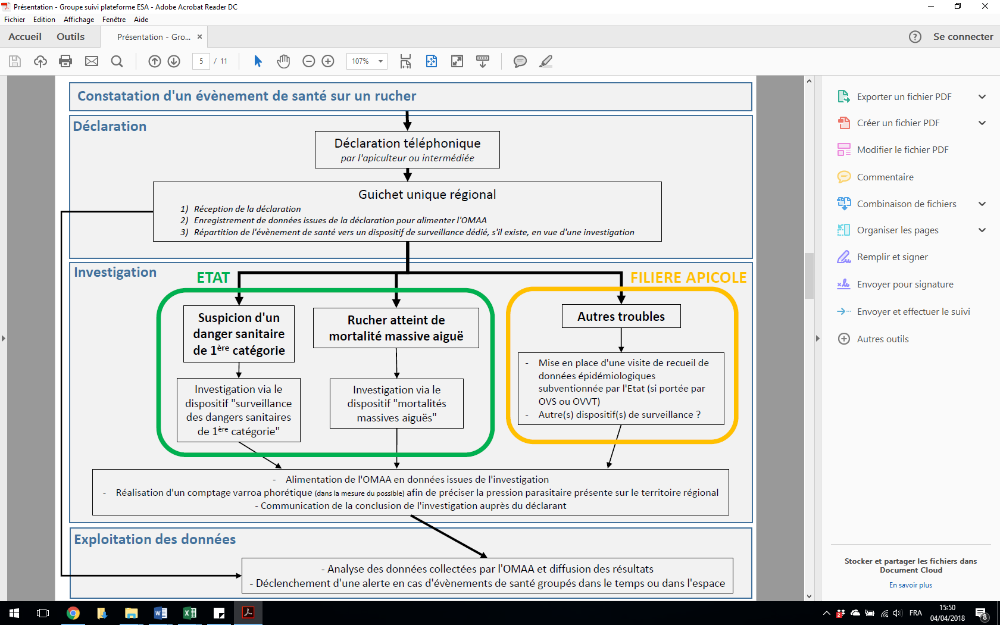 Présentation - Groupe suivi plateforme ESA - Adobe Acrobat Reader DC
Fichier Edition Affichage Fenêtre Aide
Accueil Outils Présentation - Gro... × ? Se connecter
5 / 11 107%
Constatation d'un évènement de santé sur un rucher
Déclaration
Déclaration téléphonique
par l'apiculteur ou intermédiée
Guichet unique régional
1) Réception de la déclaration
2) Enregistrement de données issues de la déclaration pour alimenter l'OMAA
3) Répartition de l'évènement de santé vers un dispositif de surveillance dédié, s'il existe, en vue d'une investigation
Investigation
ETAT
FILIERE APICOLE
Suspicion d'un
danger sanitaire
de 1ère catégorie
Rucher atteint de
mortalité massive aiguë
Autres troubles
Investigation via le
dispositif "surveillance
des dangers sanitaires
de 1ère catégorie"
Investigation via le
dispositif "mortalités
massives aiguës"
- Mise en place d'une visite de recueil de
données épidémiologiques
subventionnée par l'Etat (si portée par
OVS ou OVVT)
- Autre(s) dispositif(s) de surveillance ?
- Alimentation de l'OMAA en données issues de l'investigation
- Réalisation d'un comptage varroa phorétique (dans la mesure du possible) afin de préciser la pression parasitaire présente sur le territoire régional
- Communication de la conclusion de l'investigation auprès du déclarant
Exploitation des données
- Analyse des données collectées par l'OMAA et diffusion des résultats
- Déclenchement d'une alerte en cas d'évènements de santé groupés dans le temps ou dans l'espace
Exporter un fichier PDF
Créer un fichier PDF
Modifier le fichier PDF
Commentaire
Combinaison de fichiers
Organiser les pages
Remplir et signer
Envoyer pour signature
Envoyer et effectuer le suivi
Autres outils
Stocker et partager les fichiers dans
Document Cloud
En savoir plus
FRA
15:50
04/04/2018
8